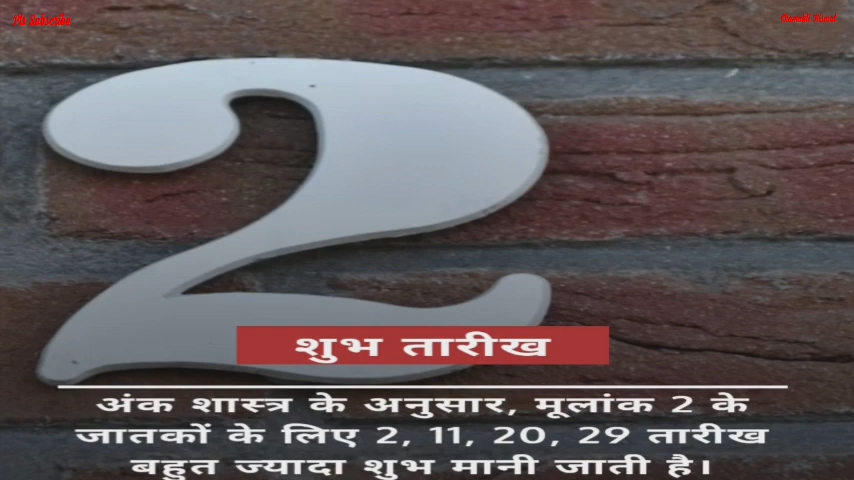 2
शुभ तारीख
अंक शास्त्र के अनुसार, मूलांक 2 के
जातकों के लिए 2, 11, 20, 29 तारीख
बहुत ज्यादा शुभ मानी जाती है।